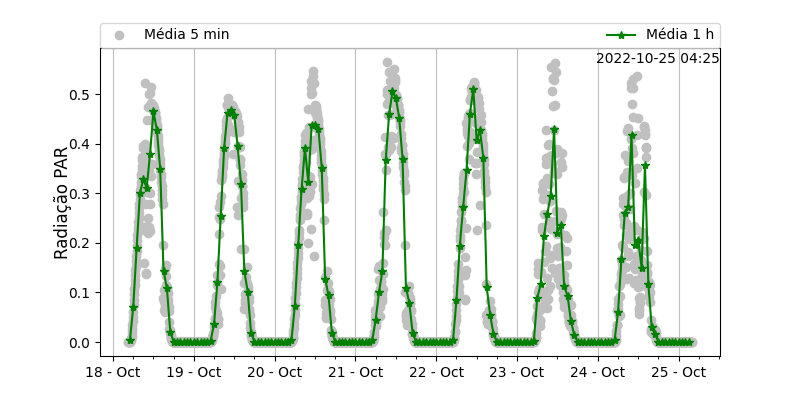 Média 5 min
Média 1 h
2022-10-25 04:25
Radiação PAR
0.5
0.4
0.3
0.2
0.1
0.0
18 - Oct
19 - Oct
20 - Oct
21 - Oct
22 - Oct
23 - Oct
24 - Oct
25 - Oct